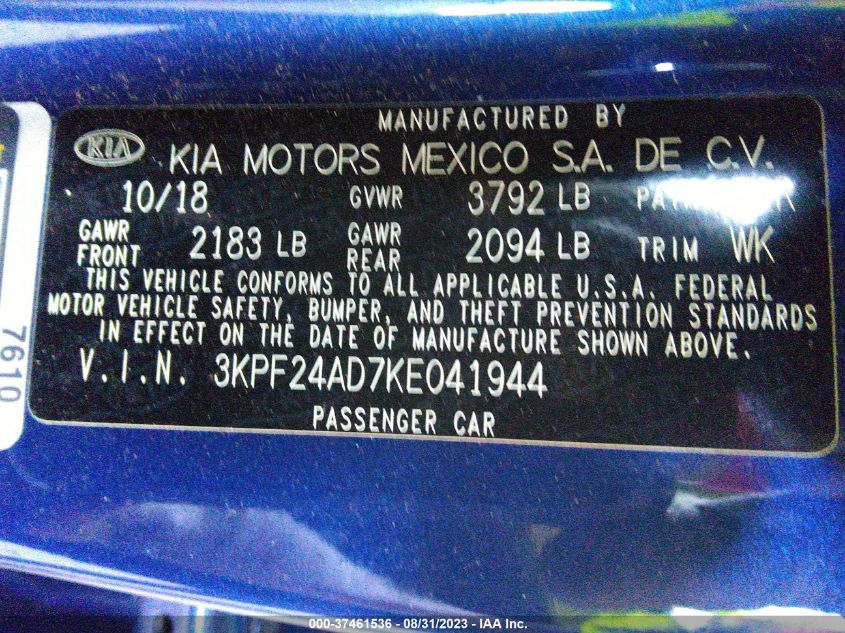 MANUFACTURED BY
KIA KIA MOTORS MEXICO S.A. DE C.V.
10/18 GVWR 3792 LB
GAWR FRONT 2183 LB GAWR REAR 2094 LB TRIM WK
THIS VEHICLE CONFORMS TO ALL APPLICABLE U.S.A. FEDERAL
MOTOR VEHICLE SAFETY, BUMPER, AND THEFT PREVENTION STANDARDS
IN EFFECT ON THE DATE OF MANUFACTURE SHOWN ABOVE.
V.I.N. 3KPF24AD7KE041944
PASSENGER CAR
7610
000-37461536 - 08/31/2023 - IAA Inc.